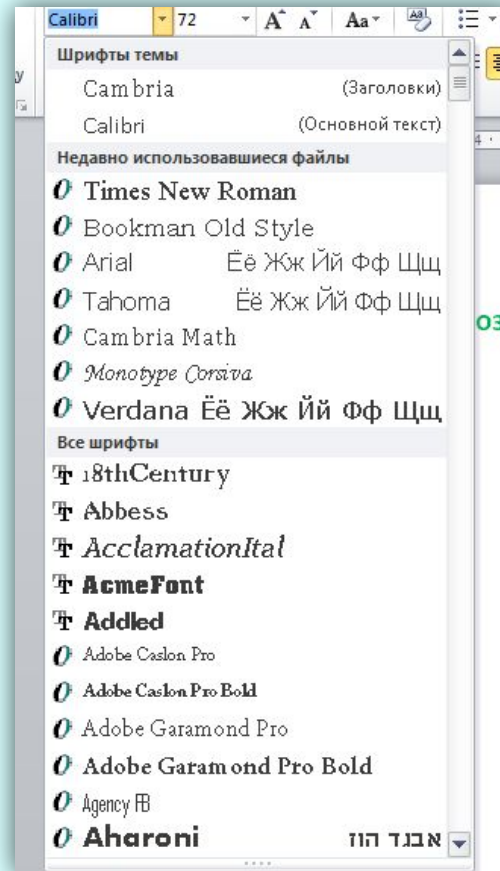 Calibri 72 Aa
Шрифты темы
Cambria (Заголовки)
Calibri (Основной текст)
Недавно использовавшиеся файлы
Times New Roman
Bookman Old Style
Arial Ёё Жж Йй Фф Щщ
Tahoma Ёё Жж Йй Фф Щщ
Cambria Math
Monotype Corsiva
Verdana Ёё Жж Йй Фф Щщ
Все шрифты
18thCentury
Abbess
AcclamationItal
AcmeFont
Addled
Adobe Caslon Pro
Adobe Caslon Pro Bold
Adobe Garamond Pro
Adobe Garamond Pro Bold
Agency FB
Aharoni אבגד הוז